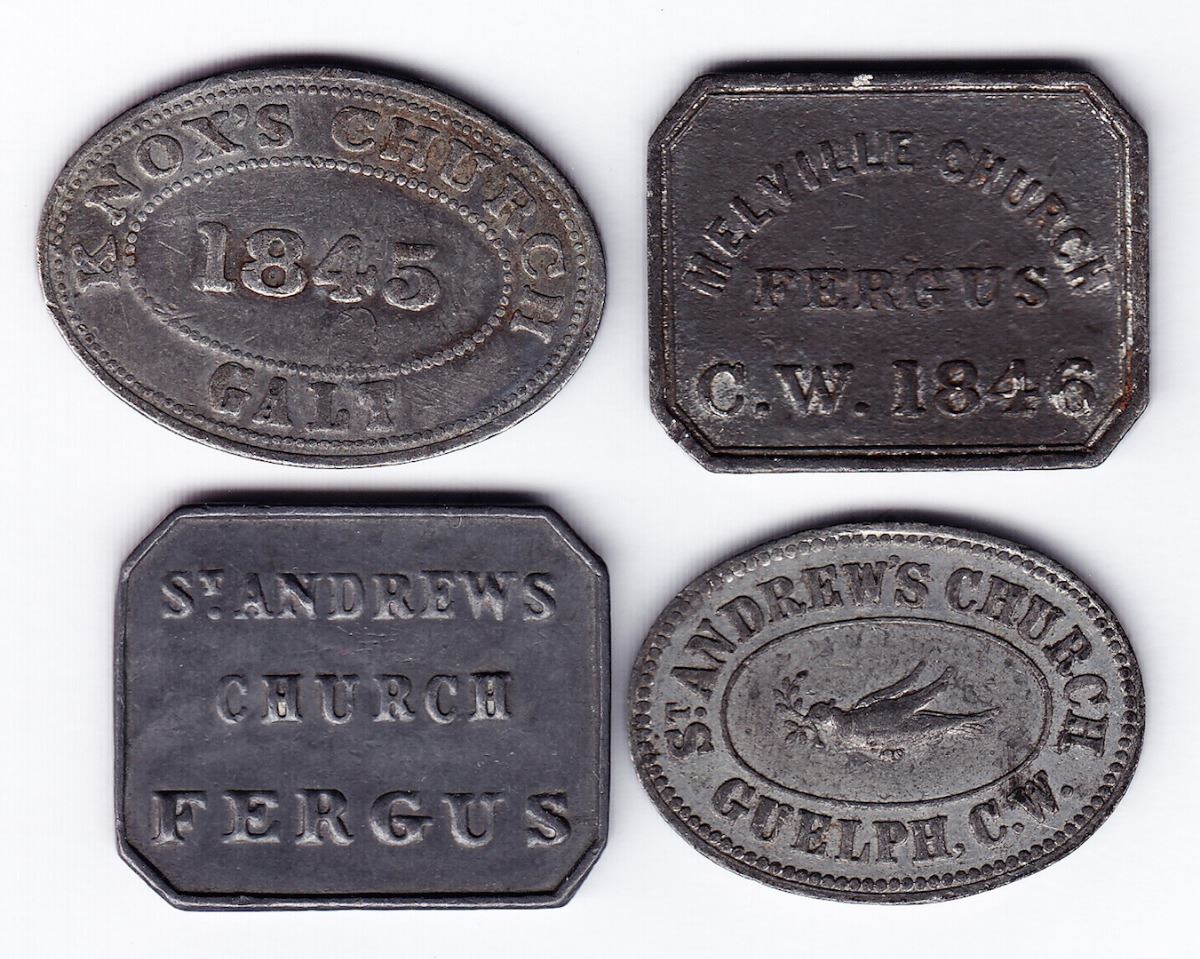 KNOX'S CHURCH
1845
GALT
MELVILLE CHURCH
FERGUS
C.W. 1846
ST. ANDREWS
CHURCH
FERGUS
ST. ANDREW'S CHURCH
GUELPH, C.W.